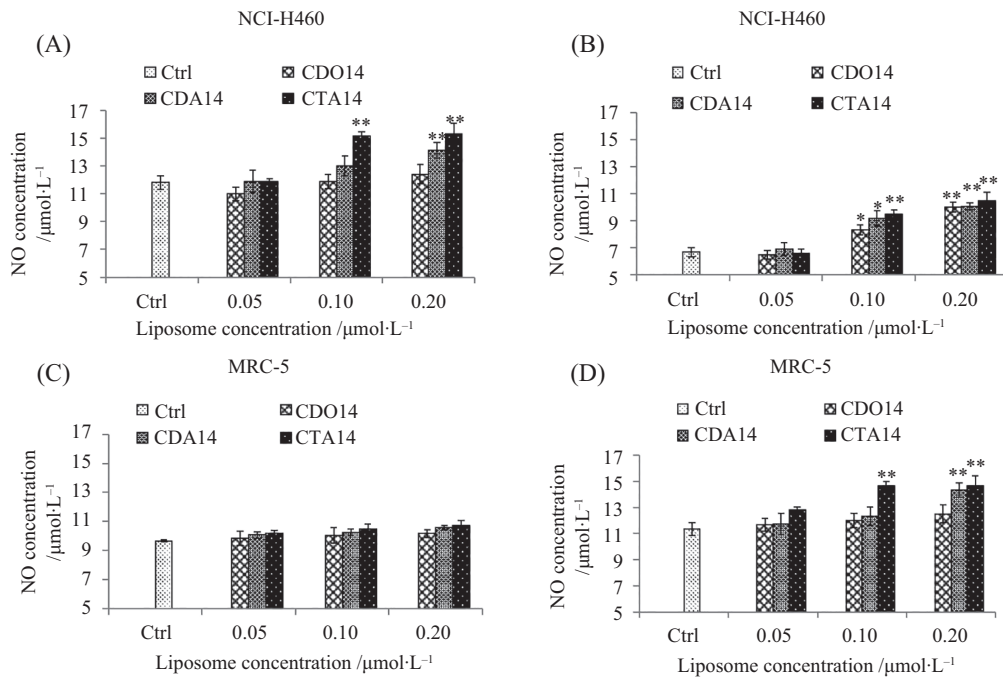 NCI-H460
(A)
Ctrl CDO14
CDA14 CTA14
17
15
13
11
9
7
5
NO concentration
/μmol·L⁻¹
** ** **
Ctrl 0.05 0.10 0.20
Liposome concentration /μmol·L⁻¹
NCI-H460
(B)
Ctrl CDO14
CDA14 CTA14
17
15
13
11
9
7
5
NO concentration
/μmol·L⁻¹
* * ** ** ** **
Ctrl 0.05 0.10 0.20
Liposome concentration /μmol·L⁻¹
MRC-5
(C)
Ctrl CDO14
CDA14 CTA14
17
15
13
11
9
7
5
NO concentration
/μmol·L⁻¹
Ctrl 0.05 0.10 0.20
Liposome concentration /μmol·L⁻¹
MRC-5
(D)
Ctrl CDO14
CDA14 CTA14
17
15
13
11
9
7
5
NO concentration
/μmol·L⁻¹
** ** **
Ctrl 0.05 0.10 0.20
Liposome concentration /μmol·L⁻¹